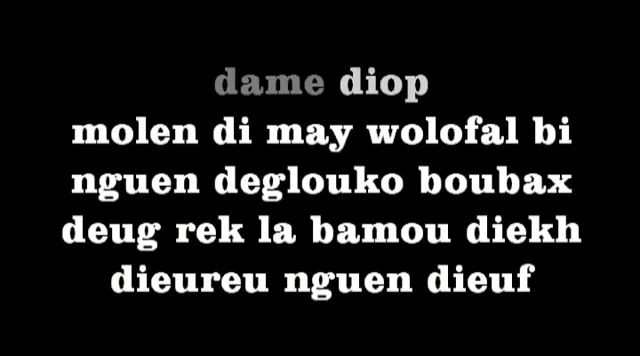 dame diop
molen di may wolofal bi
nguen deglouko boubax
deug rek la bamou diekh
dieureu nguen dieuf